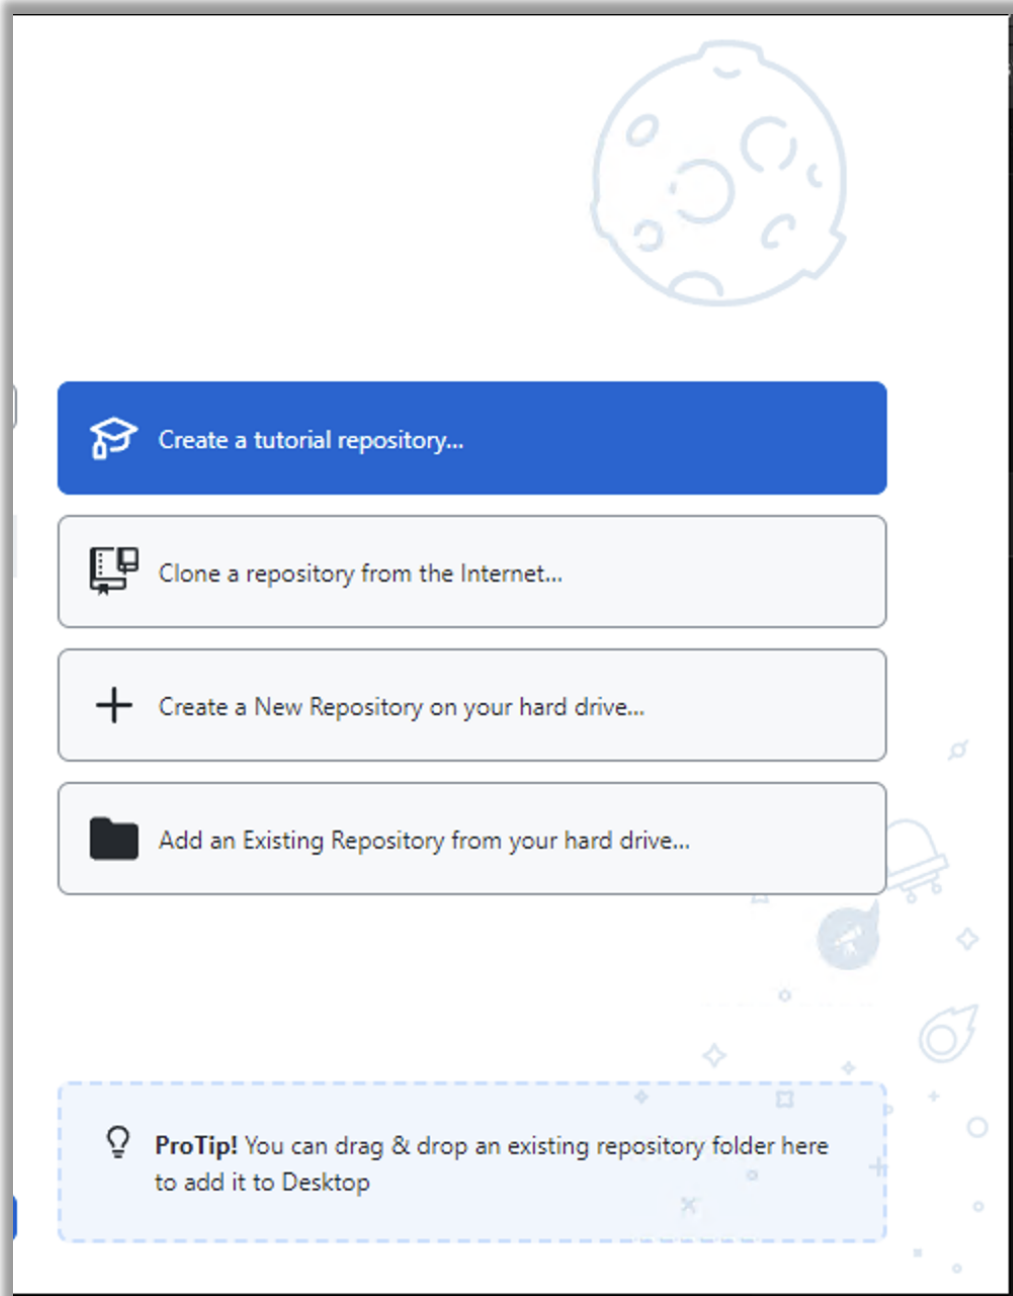 Create a tutorial repository...
Clone a repository from the Internet...
Create a New Repository on your hard drive...
Add an Existing Repository from your hard drive...
ProTip! You can drag & drop an existing repository folder here
to add it to Desktop